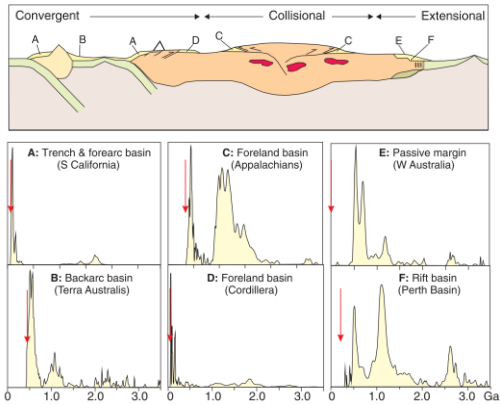 Convergent Collisional Extensional
A B A D C C E F
A: Trench & forearc basin
(S California)
C: Foreland basin
(Appalachians)
E: Passive margin
(W Australia)
B: Backarc basin
(Terra Australis)
D: Foreland basin
(Cordillera)
F: Rift basin
(Perth Basin)
0 1.0 2.0 3.0 0 1.0 2.0 3.0 0 1.0 2.0 3.0 Ga